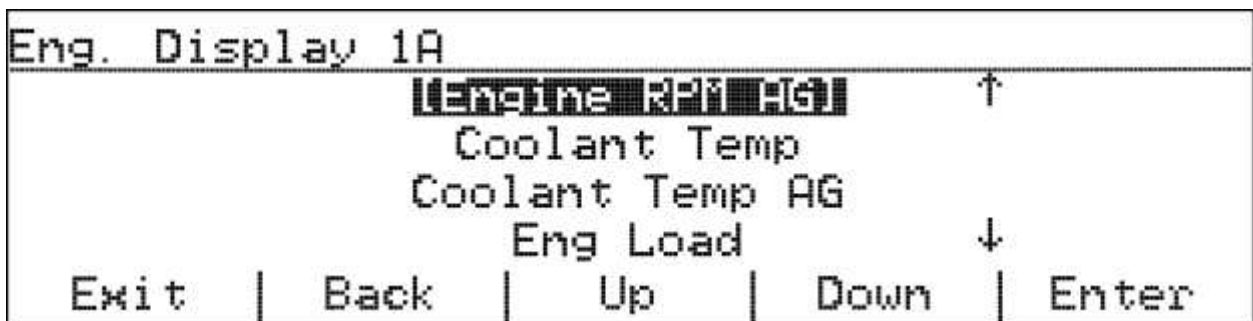 Eng. Display 1A
[Engine RPM AG] ↑
Coolant Temp
Coolant Temp AG
Eng Load ↓
Exit | Back | Up | Down | Enter